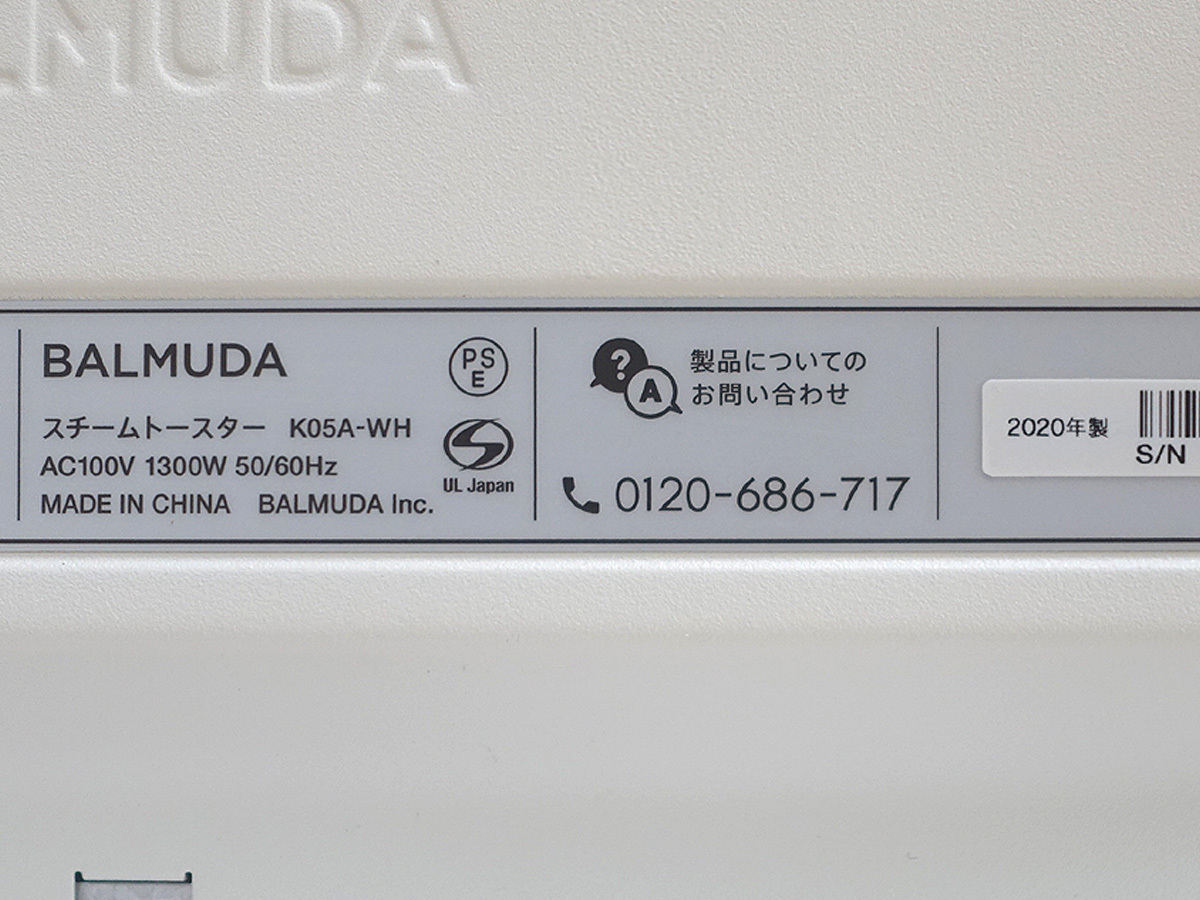 BALMUDA
BALMUDA
スチームトースター K05A-WH
AC100V 1300W 50/60Hz
MADE IN CHINA BALMUDA Inc.
PS
E
UL Japan
? 製品についての
A お問い合わせ
0120-686-717
2020年製
S/N